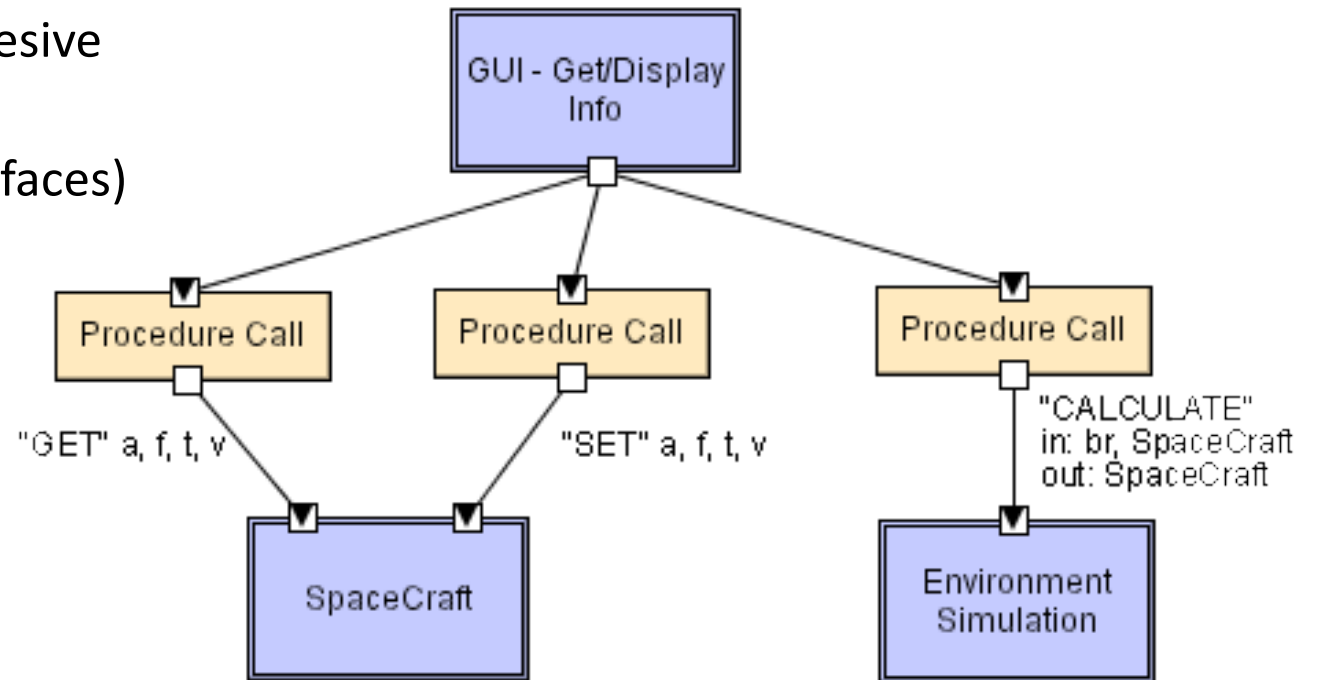 esive
faces)
GUI - Get/Display
Info
Procedure Call
Procedure Call
Procedure Call
"GET" a, f, t, v
"SET" a, f, t, v
"CALCULATE"
in: br, SpaceCraft
out: SpaceCraft
SpaceCraft
Environment
Simulation